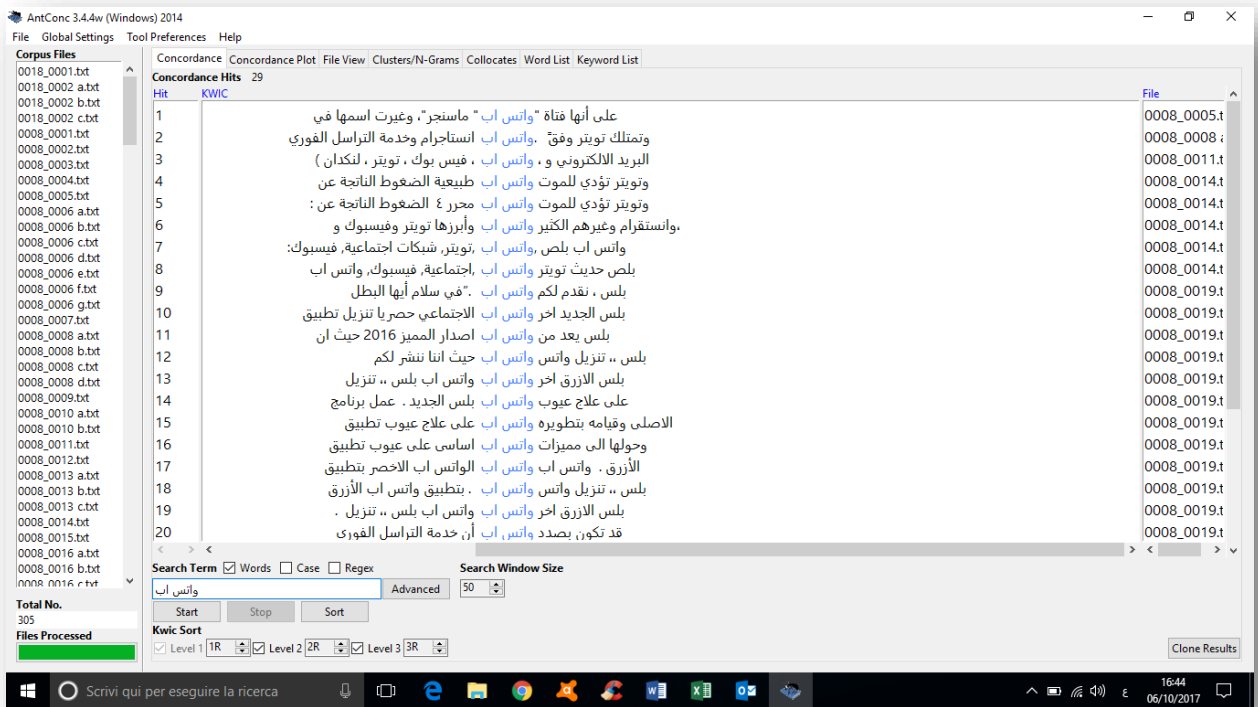 AntConc 3.4.4w (Windows) 2014
File Global Settings Tool Preferences Help
Corpus Files
0018_0001.txt
0018_0002 a.txt
0018_0002 b.txt
0018_0002 c.txt
0008_0001.txt
0008_0002.txt
0008_0003.txt
0008_0004.txt
0008_0005.txt
0008_0006 a.txt
0008_0006 b.txt
0008_0006 c.txt
0008_0006 d.txt
0008_0006 e.txt
0008_0006 f.txt
0008_0006 g.txt
0008_0007.txt
0008_0008 a.txt
0008_0008 b.txt
0008_0008 c.txt
0008_0008 d.txt
0008_0009.txt
0008_0010 a.txt
0008_0010 b.txt
0008_0011.txt
0008_0012.txt
0008_0013 a.txt
0008_0013 b.txt
0008_0013 c.txt
0008_0014.txt
0008_0015.txt
0008_0016 a.txt
0008_0016 b.txt
0008_0016 c.txt
Total No.
305
Files Processed
Concordance Concordance Plot File View Clusters/N-Grams Collocates Word List Keyword List
Concordance Hits 29
Hit KWIC File
1 على أنها فتاة "واتس اب" ماسنجر"، وغيرت اسمها في 0008_0005.t
2 وتمتلك تويتر وفقً .واتس اب انستاجرام وخدمة التراسل الفوري 0008_0008
3 البريد الالكتروني و ، واتس اب ، فيس بوك ، تويتر ، لنكدان ) 0008_0011.t
4 وتويتر تؤدي للموت واتس اب طبيعية الضغوط الناتجة عن 0008_0014.t
5 وتويتر تؤدي للموت واتس اب محرر ٤ الضغوط الناتجة عن : 0008_0014.t
6 ،وانستقرام وغيرهم الكثير واتس اب وأبرزها تويتر وفيسبوك و 0008_0014.t
7 واتس اب بلص ,واتس اب ,تويتر, شبكات اجتماعية, فيسبوك: 0008_0014.t
8 بلص حديث تويتر واتس اب ,اجتماعية, فيسبوك, واتس اب 0008_0014.t
9 بلس ، نقدم لكم واتس اب ."في سلام أيها البطل 0008_0019.t
10 بلس الجديد اخر واتس اب الاجتماعي حصريا تنزيل تطبيق 0008_0019.t
11 بلس يعد من واتس اب اصدار المميز 2016 حيث ان 0008_0019.t
12 بلس ،، تنزيل واتس واتس اب حيث اننا ننشر لكم 0008_0019.t
13 بلس الازرق اخر واتس اب واتس اب بلس ،، تنزيل 0008_0019.t
14 على علاج عيوب واتس اب بلس الجديد . عمل برنامج 0008_0019.t
15 الاصلى وقيامه بتطويره واتس اب على علاج عيوب تطبيق 0008_0019.t
16 وحولها الى مميزات واتس اب اساسى على عيوب تطبيق 0008_0019.t
17 الأزرق . واتس اب واتس اب الواتس اب الاخضر بتطبيق 0008_0019.t
18 بلس ،، تنزيل واتس واتس اب . بتطبيق واتس اب الأزرق 0008_0019.t
19 بلس الازرق اخر واتس اب واتس اب بلس ،، تنزيل . 0008_0019.t
20 قد تكون بصدد واتس اب أن خدمة التراسل الفورى 0008_0019.t
Search Term Words Case Regex Search Window Size
واتس اب Advanced 50
Start Stop Sort
Kwic Sort
Level 1 1R Level 2 2R Level 3 3R Clone Results
Scrivi qui per eseguire la ricerca
ع 16:44
06/10/2017